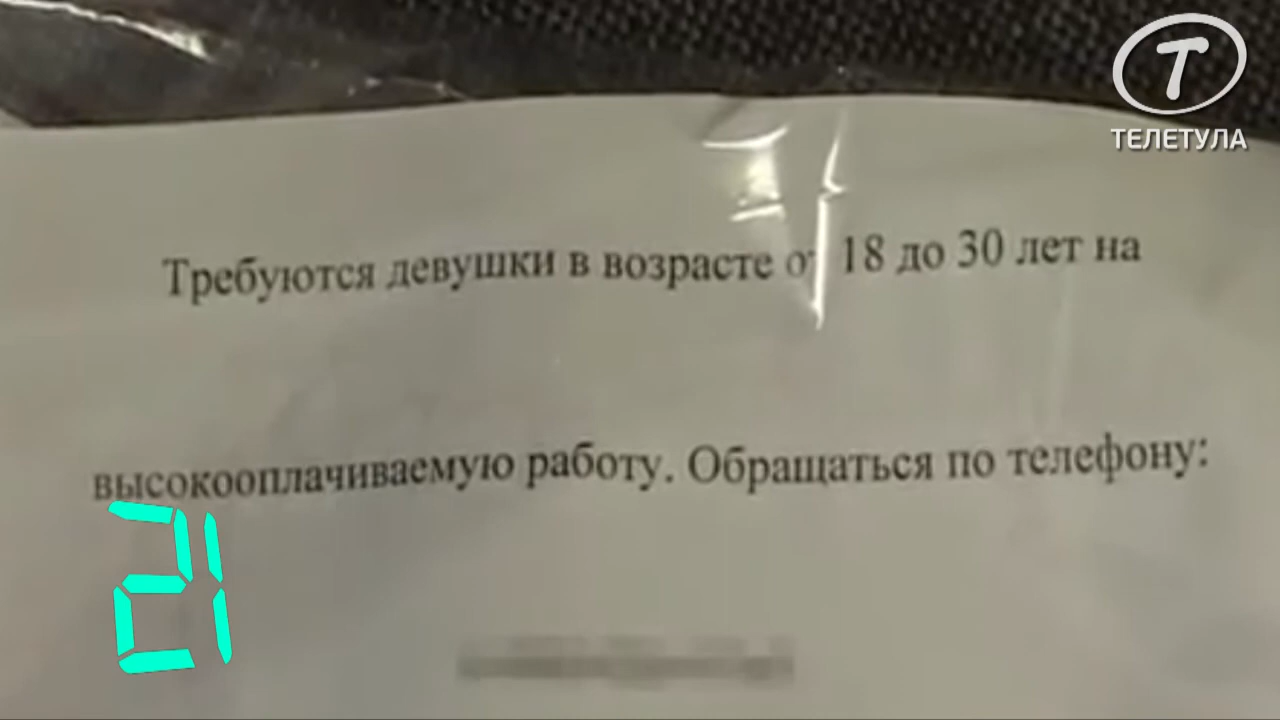 Т
ТЕЛЕТУЛА
Требуются девушки в возрасте от 18 до 30 лет на
высокооплачиваемую работу. Обращаться по телефону:
21